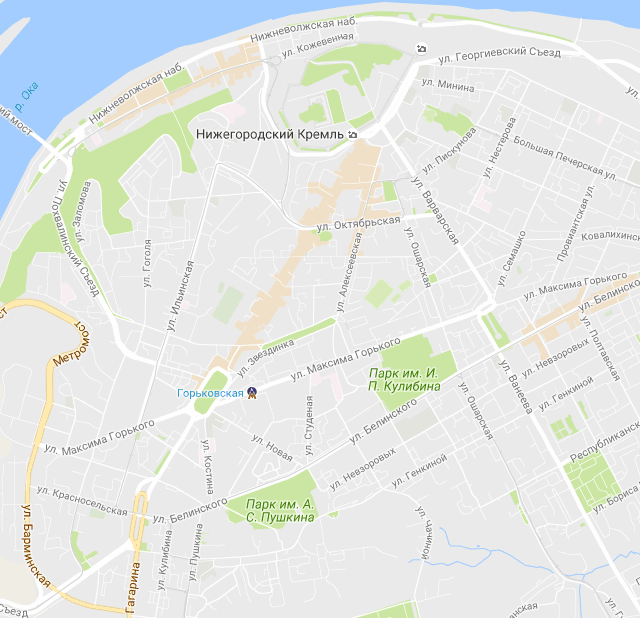 Нижневолжская наб.
ул. Кожевенная
ул. Георгиевский Съезд
Нижневолжская наб.
ул. Минина
р. Ока
ул. Нестерова
мост
Нижегородский Кремль
ул. Пискунова
Большая Печерская ул.
ул. Заломова
ул. Похвалинский Съезд
ул. Варварская
Провиантская ул.
ул. Октябрьская
Ковалихинс
ул. Гоголя
ул. Ильинская
ул. Алексеевская
ул. Ошарская
ул. Семашко
ул. Максима Горького
ул. Белинско
Метромост
ул. Звездинка
ул. Максима Горького
ул. Полтавская
ул. Невзоровых
Парк им. И.
П. Кулибина
Горьковская
ул. Ванеева
ул. Генкиной
ул. Ошарская
ул. Студеная
ул. Белинского
Республиканск
ул. Максима Горького
ул. Новая
ул. Костина
ул. Невзоровых
ул. Генкиной
ул. Красносельская
ул. Белинского
Парк им. А.
С. Пушкина
ул. Бориса
ул. Барминская
ул. Кулибина
ул. Пушкина
Гагарина
Съезд